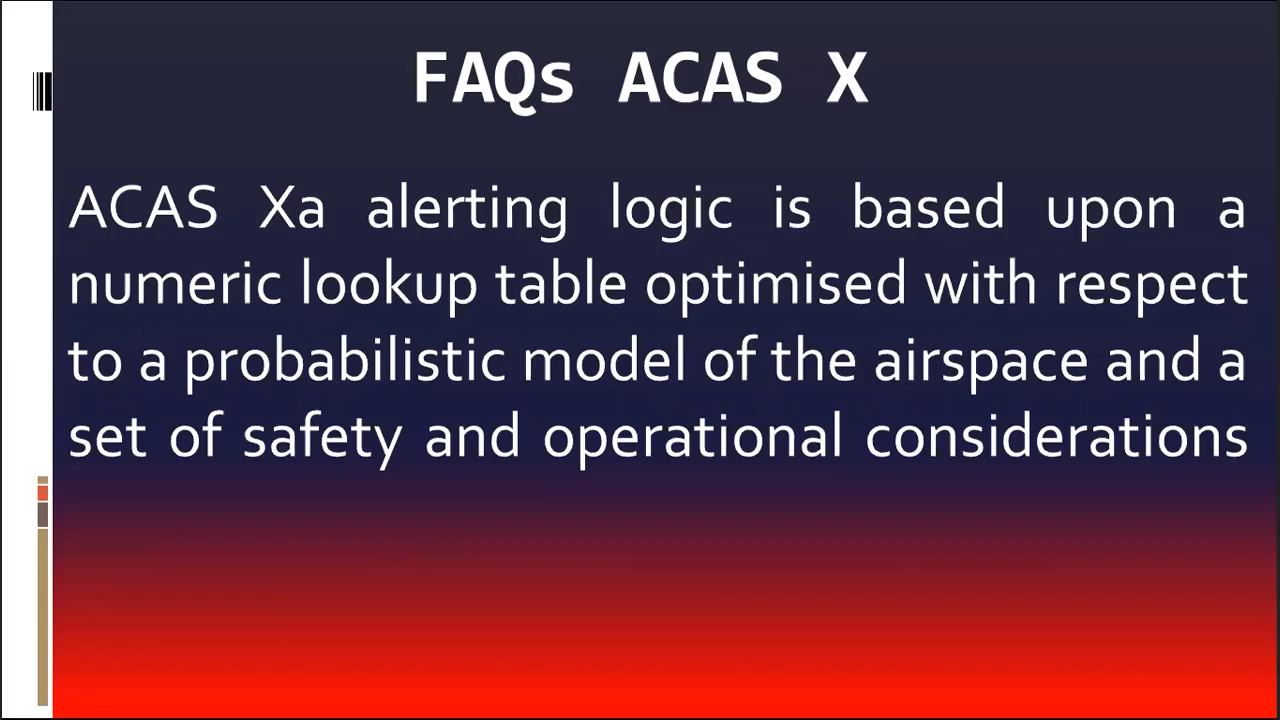 FAQs ACAS X
ACAS Xa alerting logic is based upon a
numeric lookup table optimised with respect
to a probabilistic model of the airspace and a
set of safety and operational considerations